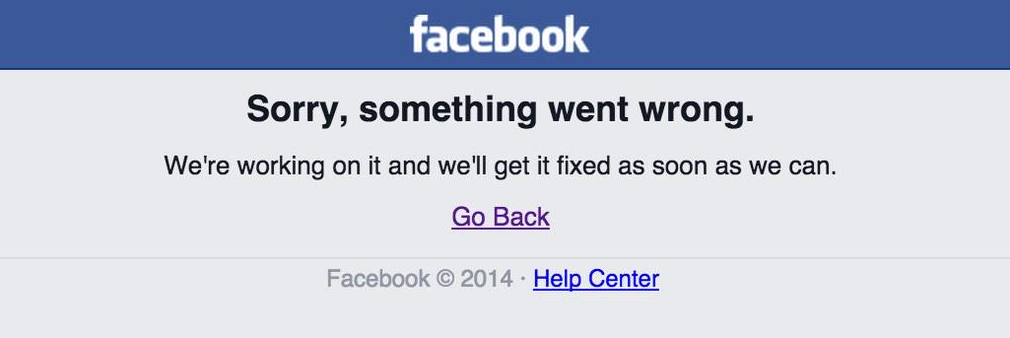 facebook
Sorry, something went wrong.
We're working on it and we'll get it fixed as soon as we can.
Go Back
Facebook © 2014 · Help Center